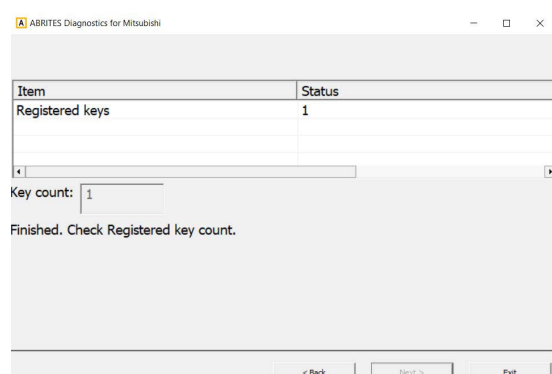 A ABRITES Diagnostics for Mitsubishi
Item Status
Registered keys 1
Key count: 1
Finished. Check Registered key count.
< Back Next > Exit